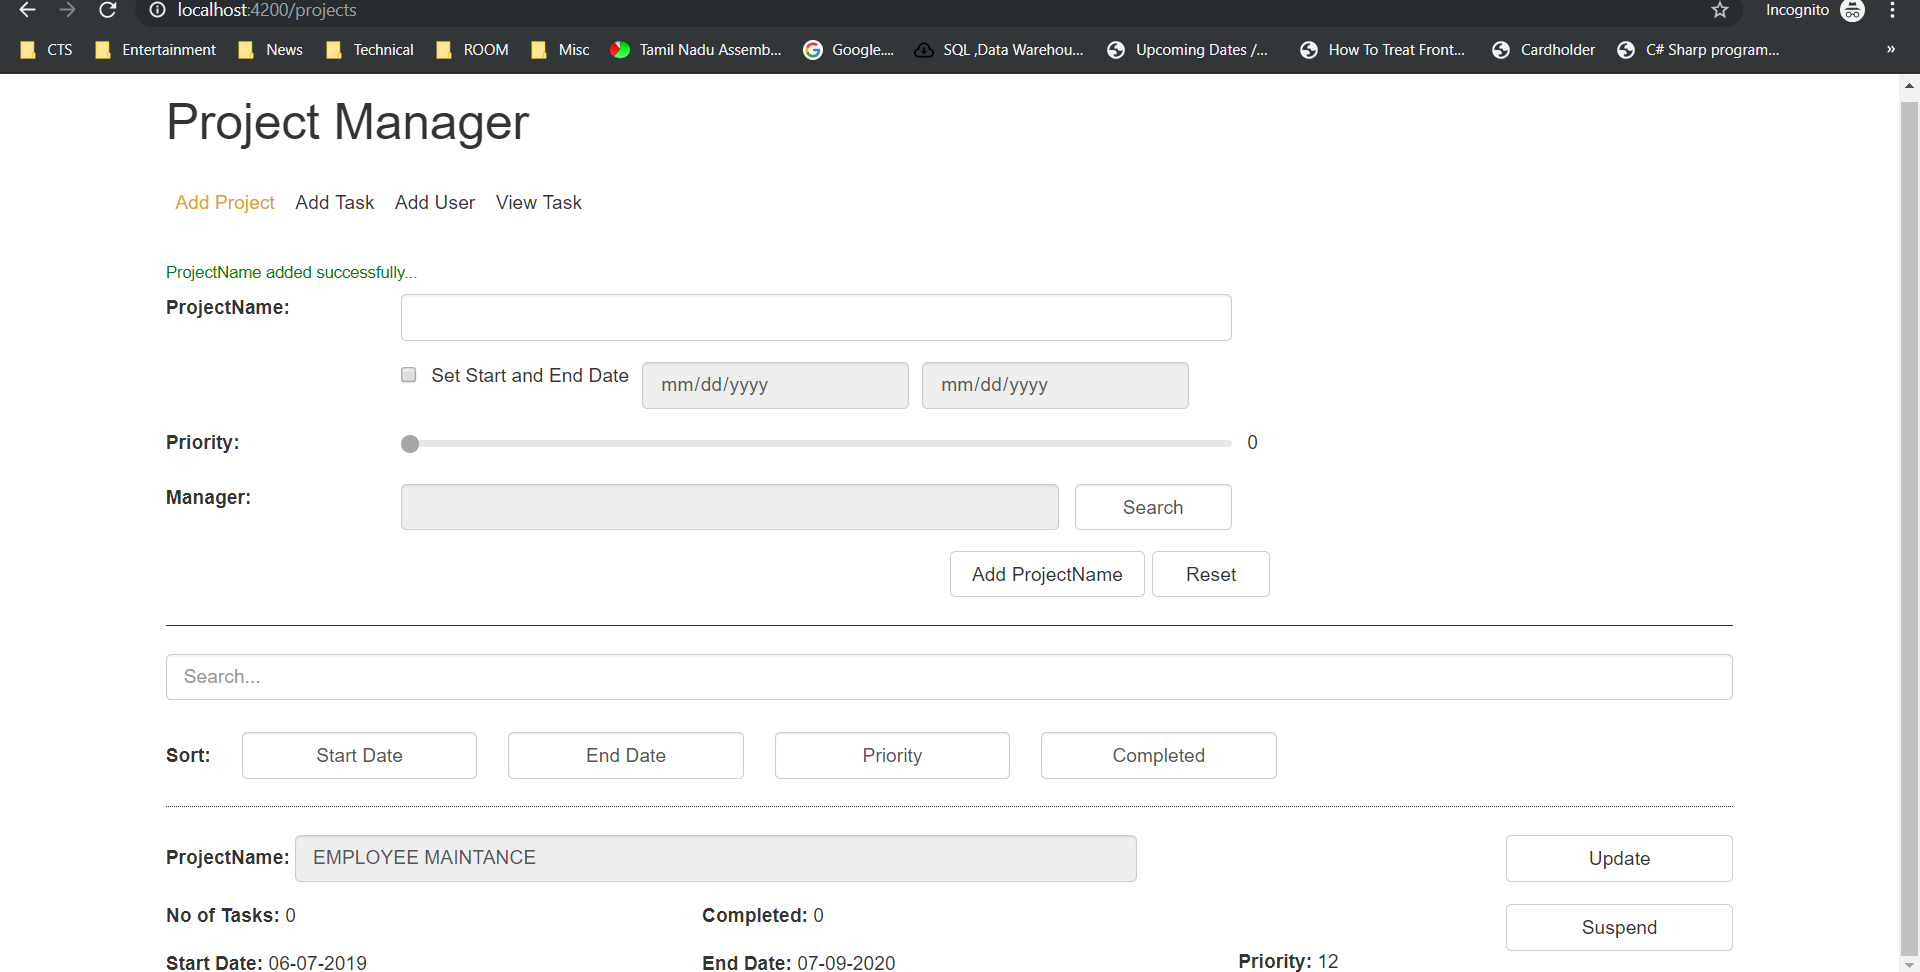 localhost:4200/projects
Incognito
CTS Entertainment News Technical ROOM Misc Tamil Nadu Assemb... Google.... SQL ,Data Warehou... Upcoming Dates /... How To Treat Front... Cardholder C# Sharp program... »
Project Manager
Add Project Add Task Add User View Task
ProjectName added successfully...
ProjectName:
Set Start and End Date mm/dd/yyyy mm/dd/yyyy
Priority: 0
Manager: Search
Add ProjectName Reset
Search...
Sort: Start Date End Date Priority Completed
ProjectName: EMPLOYEE MAINTANCE Update
No of Tasks: 0 Completed: 0 Suspend
Start Date: 06-07-2019 End Date: 07-09-2020 Priority: 12